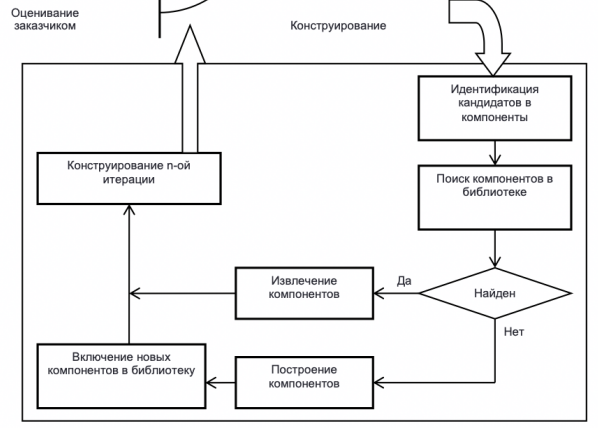 Оценивание
заказчиком
Конструирование
Идентификация
кандидатов в
компоненты
Конструирование n-ой
итерации
Поиск компонентов в
библиотеке
Извлечение
компонентов
Да
Найден
Нет
Включение новых
компонентов в библиотеку
Построение
компонентов